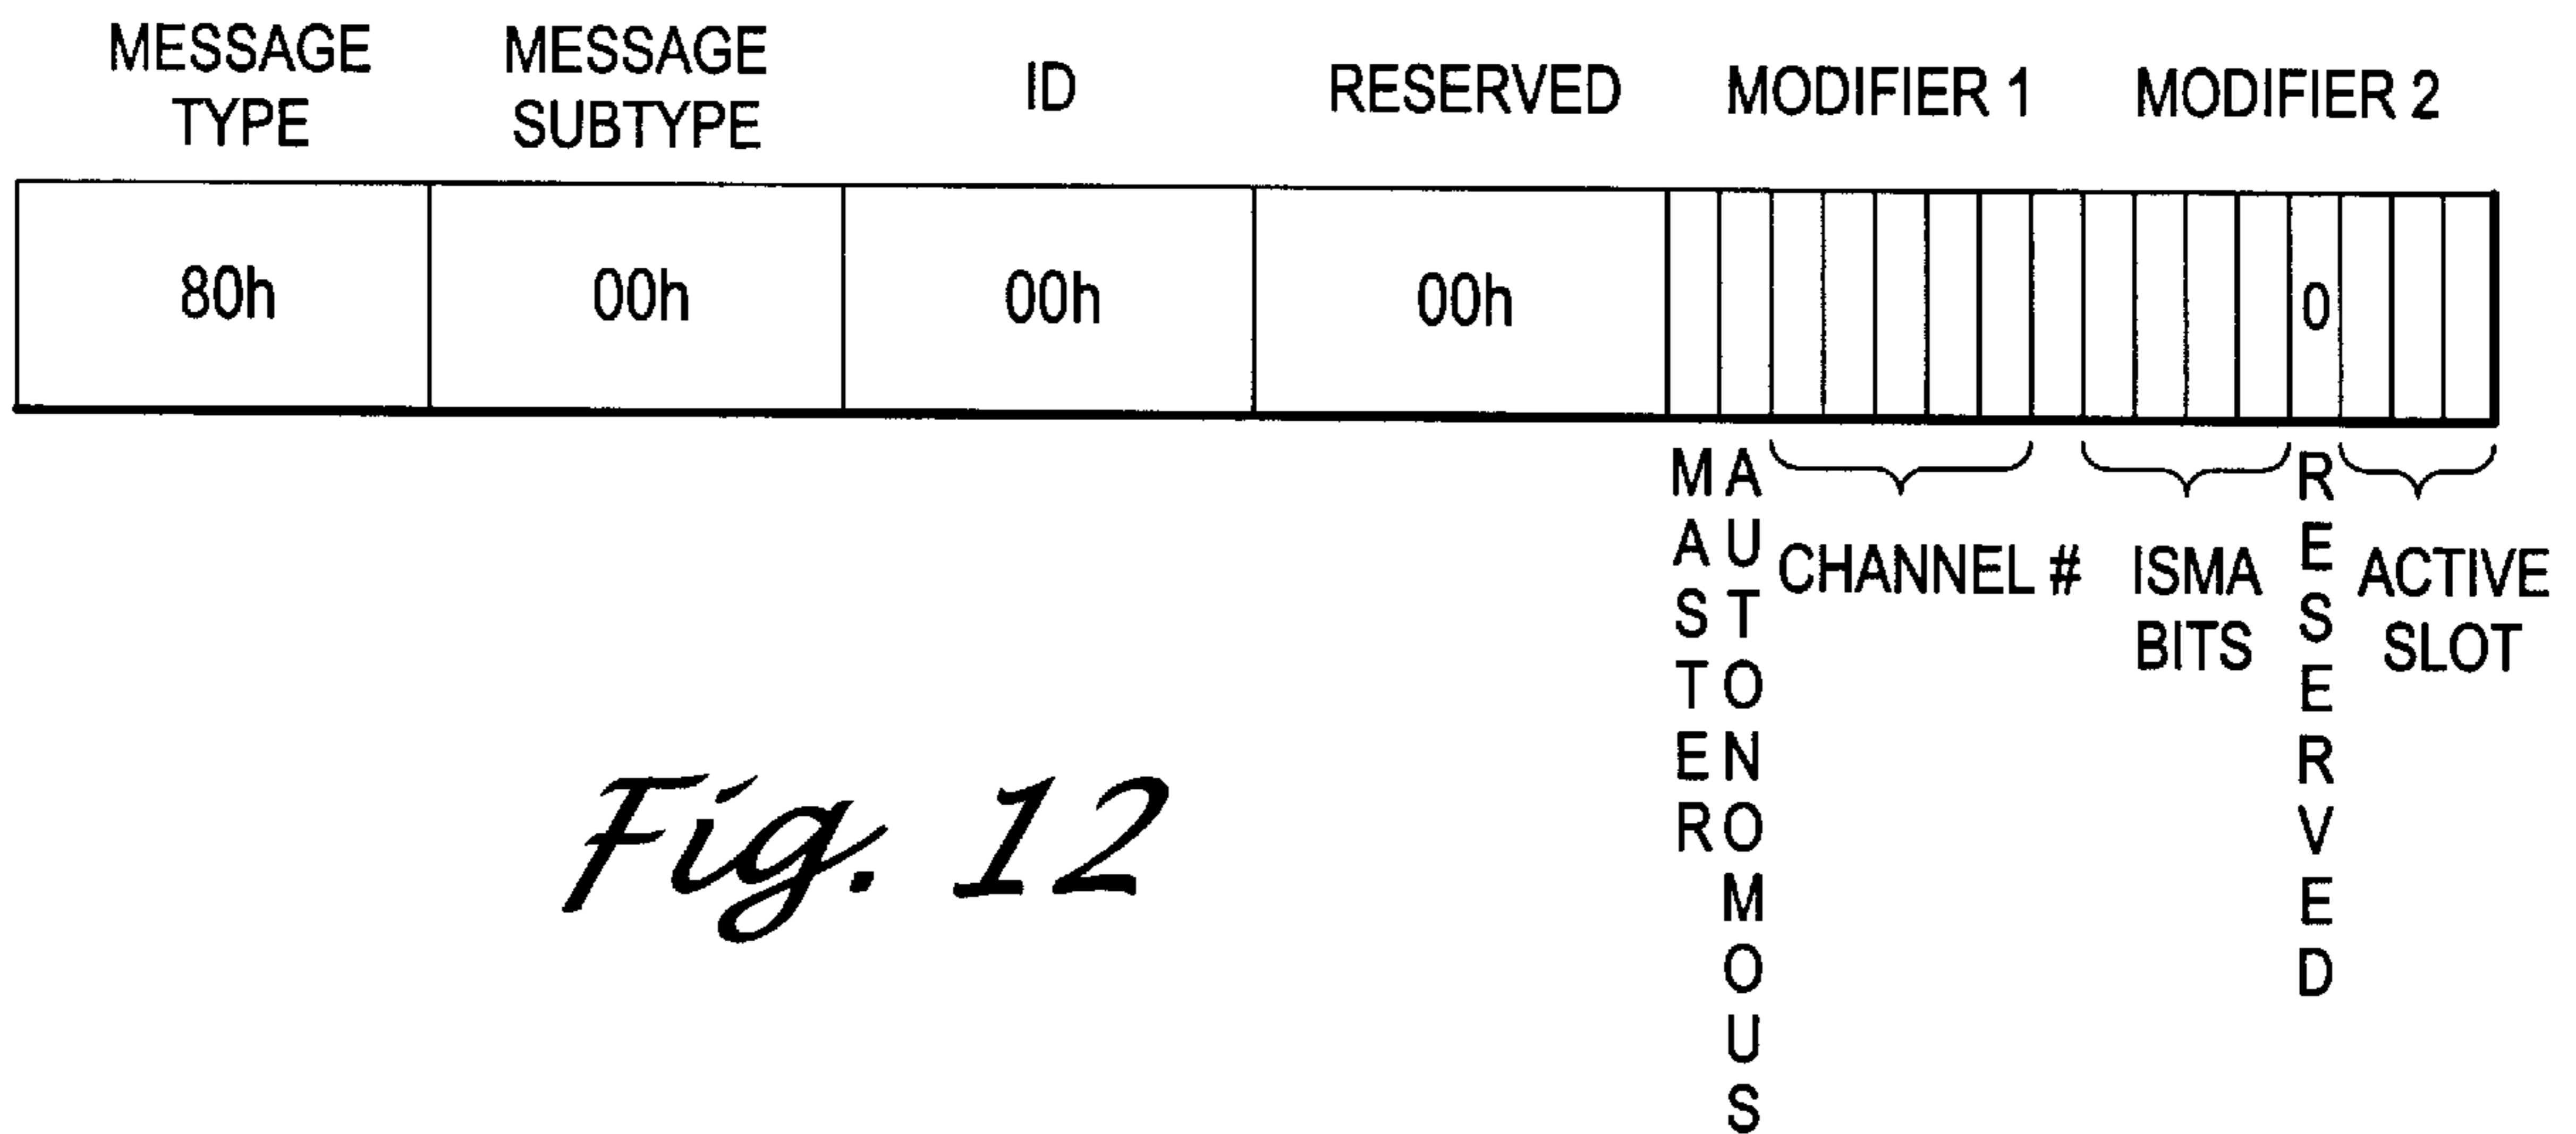 MESSAGE TYPE
MESSAGE SUBTYPE
ID
RESERVED
MODIFIER 1
MODIFIER 2
80h
00h
00h
00h
0
MASTER
AUTONOMOUS
CHANNEL #
ISMA BITS
RESERVED
ACTIVE SLOT
Fig. 12